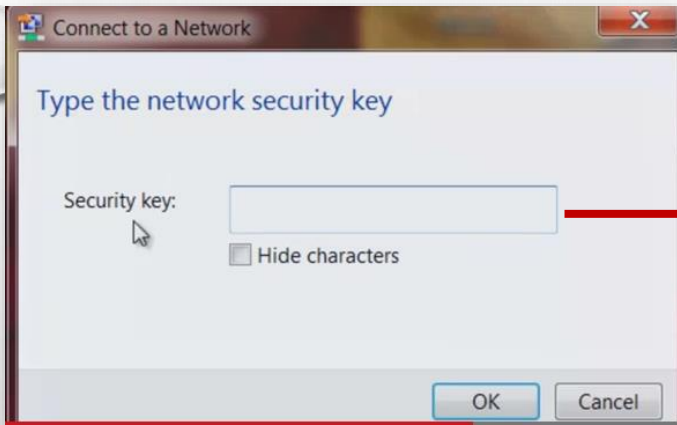 Connect to a Network
Type the network security key
Security key:
Hide characters
OK
Cancel